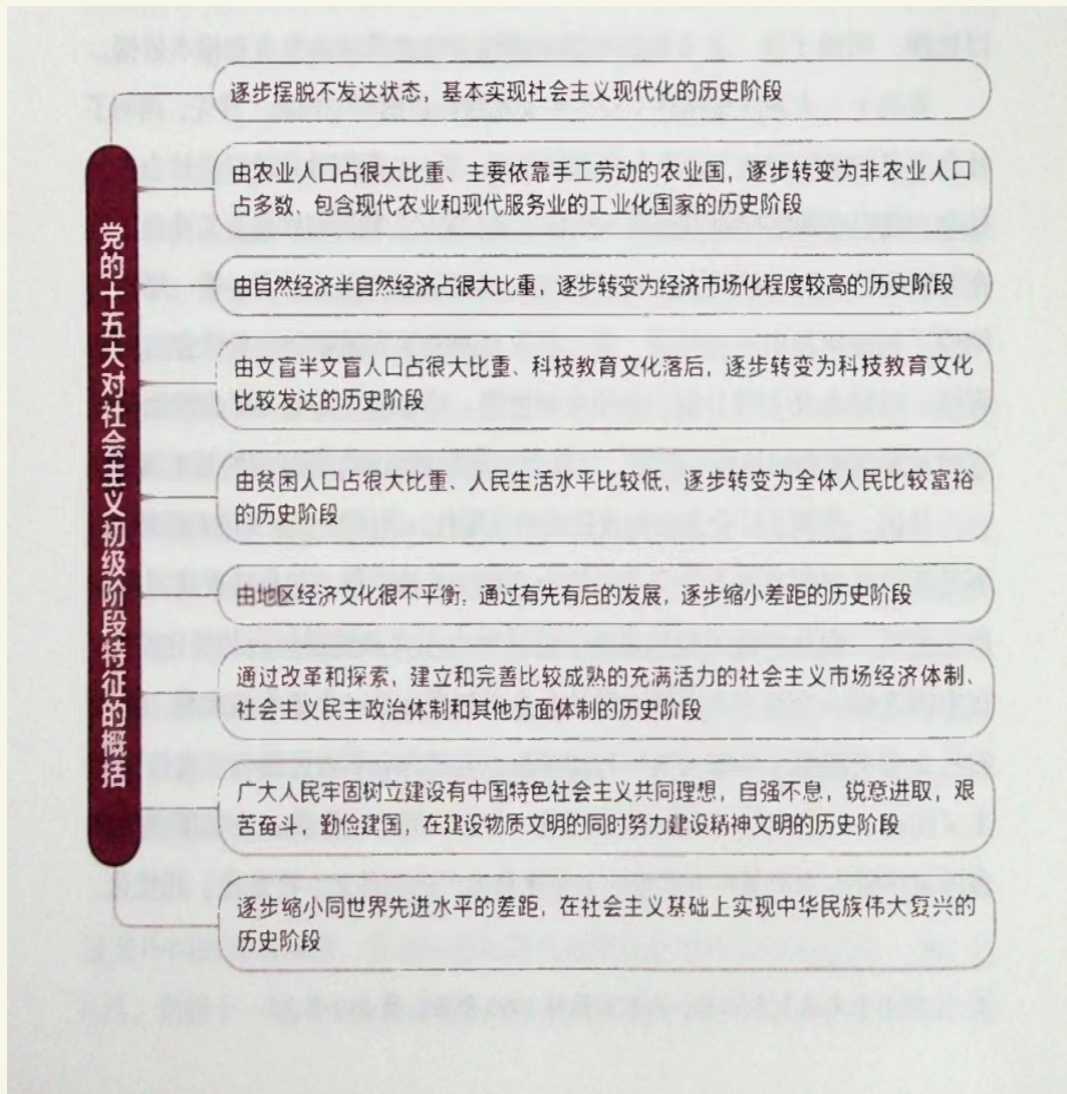 党的十五大对社会主义初级阶段特征的概括
逐步摆脱不发达状态，基本实现社会主义现代化的历史阶段
由农业人口占很大比重、主要依靠手工劳动的农业国，逐步转变为非农业人口
占多数、包含现代农业和现代服务业的工业化国家的历史阶段
由自然经济半自然经济占很大比重，逐步转变为经济市场化程度较高的历史阶段
由文盲半文盲人口占很大比重、科技教育文化落后，逐步转变为科技教育文化
比较发达的历史阶段
由贫困人口占很大比重、人民生活水平比较低，逐步转变为全体人民比较富裕
的历史阶段
由地区经济文化很不平衡，通过有先有后的发展，逐步缩小差距的历史阶段
通过改革和探索，建立和完善比较成熟的充满活力的社会主义市场经济体制、
社会主义民主政治体制和其他方面体制的历史阶段
广大人民牢固树立建设有中国特色社会主义共同理想，自强不息，锐意进取，艰
苦奋斗，勤俭建国，在建设物质文明的同时努力建设精神文明的历史阶段
逐步缩小同世界先进水平的差距，在社会主义基础上实现中华民族伟大复兴的
历史阶段